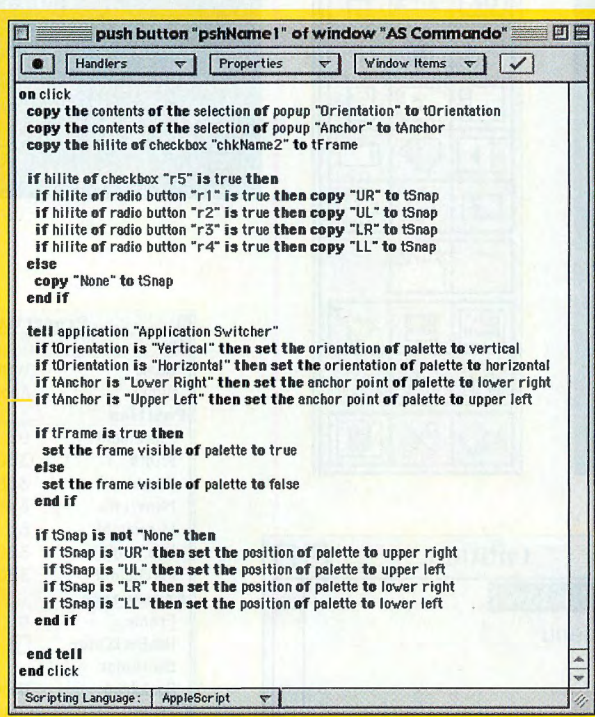 push button "pshName1" of window "AS Commando"
Handlers Properties Window Items
on click
copy the contents of the selection of popup "Orientation" to tOrientation
copy the contents of the selection of popup "Anchor" to tAnchor
copy the hilite of checkbox "chkName2" to tFrame
if hilite of checkbox "r5" is true then
if hilite of radio button "r1" is true then copy "UR" to tSnap
if hilite of radio button "r2" is true then copy "UL" to tSnap
if hilite of radio button "r3" is true then copy "LR" to tSnap
if hilite of radio button "r4" is true then copy "LL" to tSnap
else
copy "None" to tSnap
end if
tell application "Application Switcher"
if tOrientation is "Vertical" then set the orientation of palette to vertical
if tOrientation is "Horizontal" then set the orientation of palette to horizontal
if tAnchor is "Lower Right" then set the anchor point of palette to lower right
if tAnchor is "Upper Left" then set the anchor point of palette to upper left
if tFrame is true then
set the frame visible of palette to true
else
set the frame visible of palette to false
end if
if tSnap is not "None" then
if tSnap is "UR" then set the position of palette to upper right
if tSnap is "UL" then set the position of palette to upper left
if tSnap is "LR" then set the position of palette to lower right
if tSnap is "LL" then set the position of palette to lower left
end if
end tell
end click
Scripting Language: AppleScript